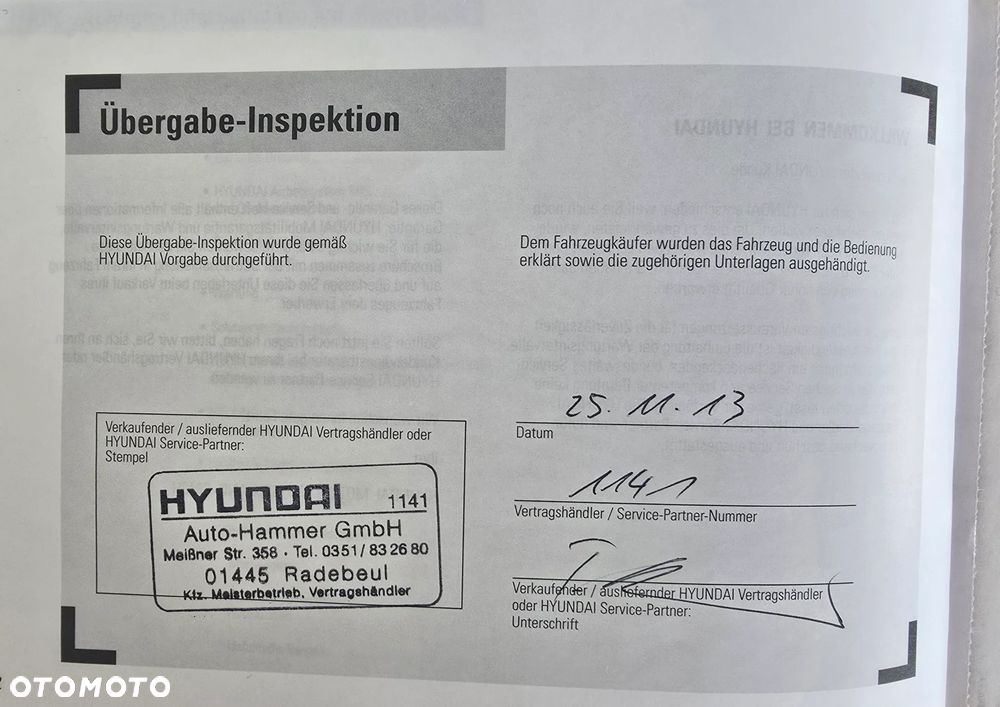 Übergabe-Inspektion
Diese Übergabe-Inspektion wurde gemäß
HYUNDAI Vorgabe durchgeführt.
Dem Fahrzeugkäufer wurden das Fahrzeug und die Bedienung
erklärt sowie die zugehörigen Unterlagen ausgehändigt.
Verkaufender / ausliefernder HYUNDAI Vertragshändler oder
HYUNDAI Service-Partner:
Stempel
HYUNDAI 1141
Auto-Hammer GmbH
Meißner Str. 358 · Tel. 0351/832680
01445 Radebeul
Kfz. Meisterbetrieb, Vertragshändler
25. 11. 13
Datum
1141
Vertragshändler / Service-Partner-Nummer
Verkaufender / ausliefernder HYUNDAI Vertragshändler
oder HYUNDAI Service-Partner:
Unterschrift
OTOMOTO